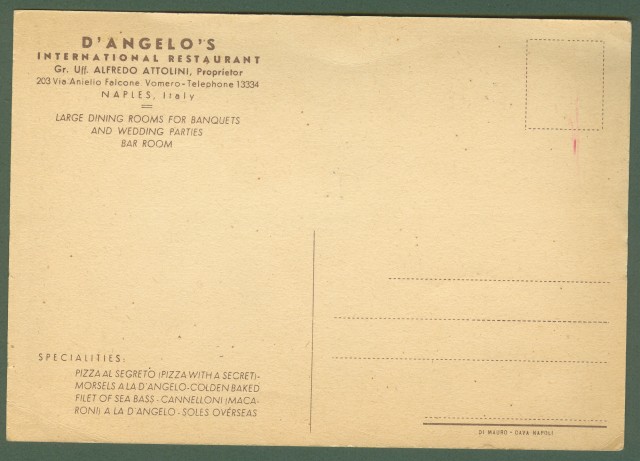 D'ANGELO'S
INTERNATIONAL RESTAURANT
Gr. Uff. ALFREDO ATTOLINI, Proprietor
203 Via Aniello Falcone Vomero - Telephone 13334
NAPLES, Italy
LARGE DINING ROOMS FOR BANQUETS
AND WEDDING PARTIES
BAR ROOM
SPECIALITIES:
PIZZA AL SEGRETO (PIZZA WITH A SECRET)-
MORSELS A LA D'ANGELO-COLDEN BAKED
FILET OF SEA BASS - CANNELLONI (MACA-
RONI) A LA D'ANGELO - SOLES OVERSEAS
DI MAURO - CASA NAPOLI